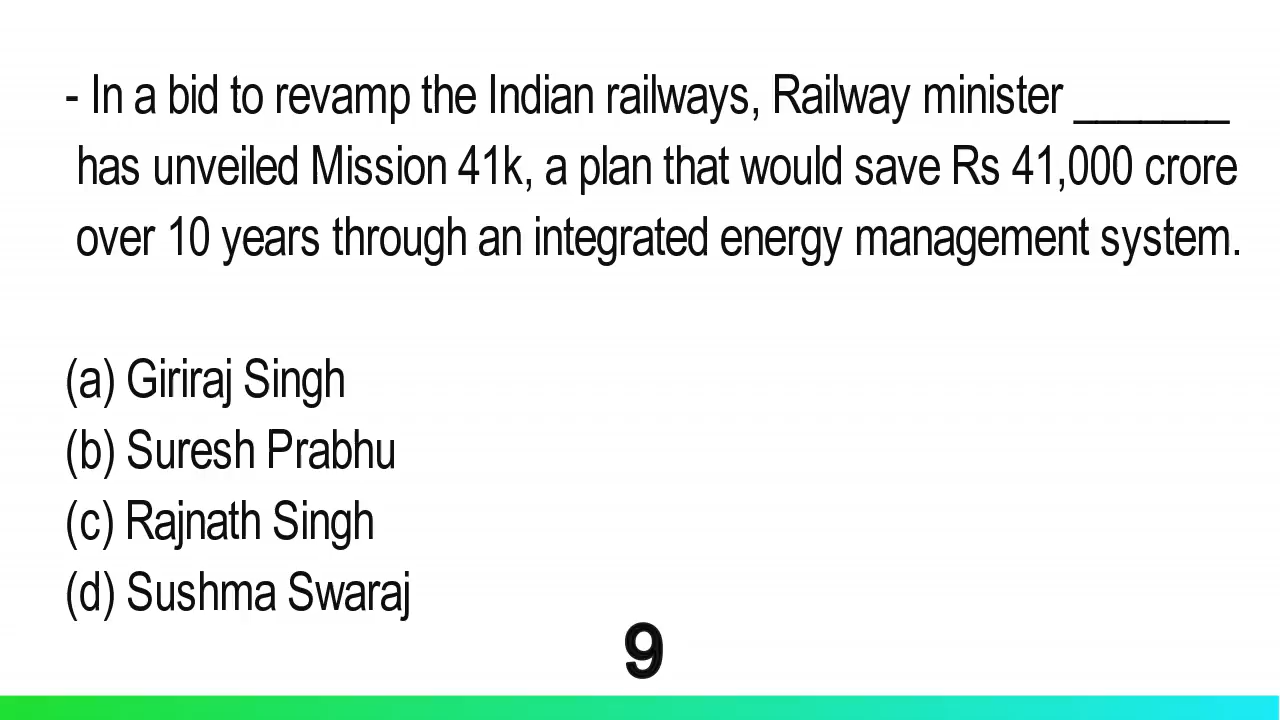 - In a bid to revamp the Indian railways, Railway minister _______
has unveiled Mission 41k, a plan that would save Rs 41,000 crore
over 10 years through an integrated energy management system.
(a) Giriraj Singh
(b) Suresh Prabhu
(c) Rajnath Singh
(d) Sushma Swaraj
9